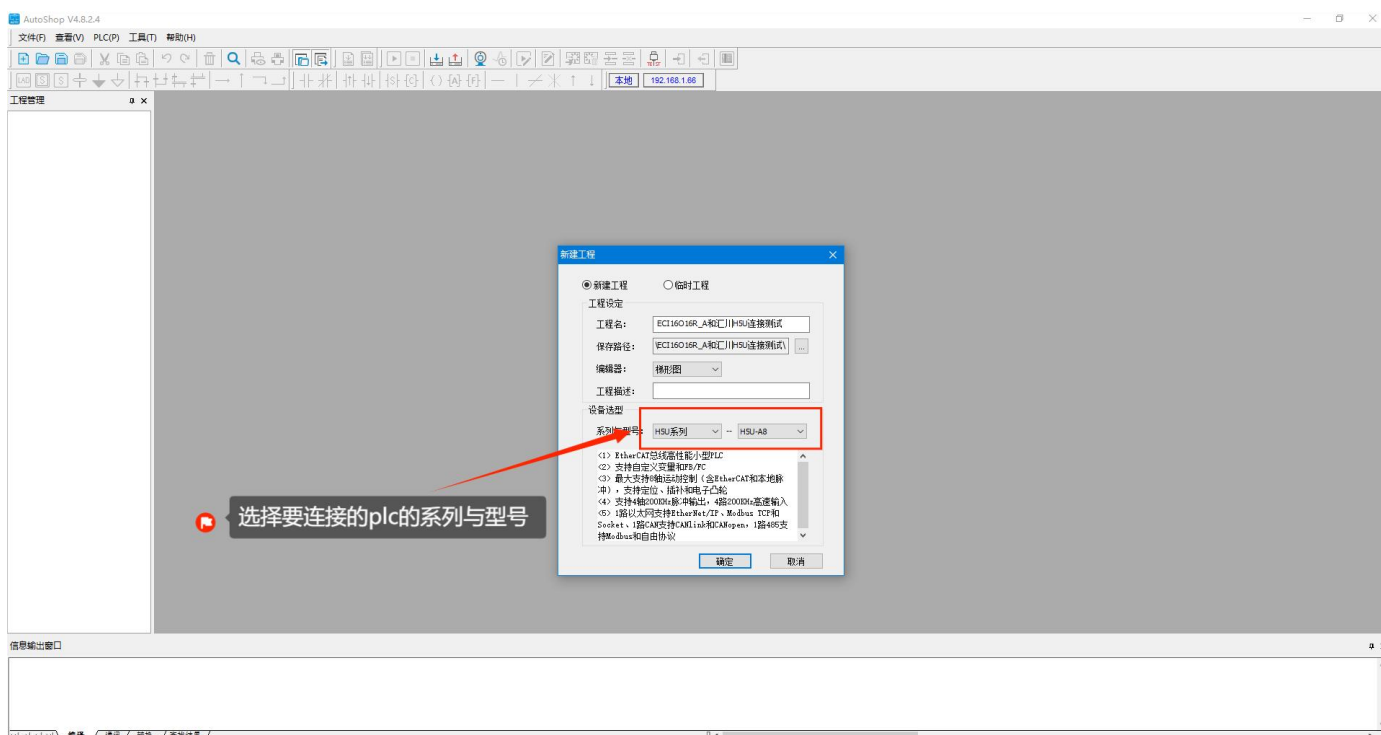 AutoShop V4.8.2.4
文件(F) 查看(V) PLC(P) 工具(T) 帮助(H)
本地 192.168.1.66
工程管理
新建工程
新建工程 临时工程
工程设定
工程名: ECI16O16R_A和汇川H5U连接测试
保存路径: \ECI16O16R_A和汇川H5U连接测试\ ...
编辑器: 梯形图
工程描述:
设备选型
系列与型号: H5U系列 -- H5U-A8
<1> EtherCAT总线高性能小型PLC
<2> 支持自定义变量和FB/FC
<3> 最大支持8轴运动控制(含EtherCAT和本地脉
冲),支持定位、插补和电子凸轮
<4> 支持4轴200KHz脉冲输出,4路200KHz高速输入
<5> 1路以太网支持EtherNet/IP、Modbus TCP和
Socket、1路CAN支持CANlink和CANopen,1路485支
持Modbus和自由协议
选择要连接的plc的系列与型号
确定 取消
信息输出窗口